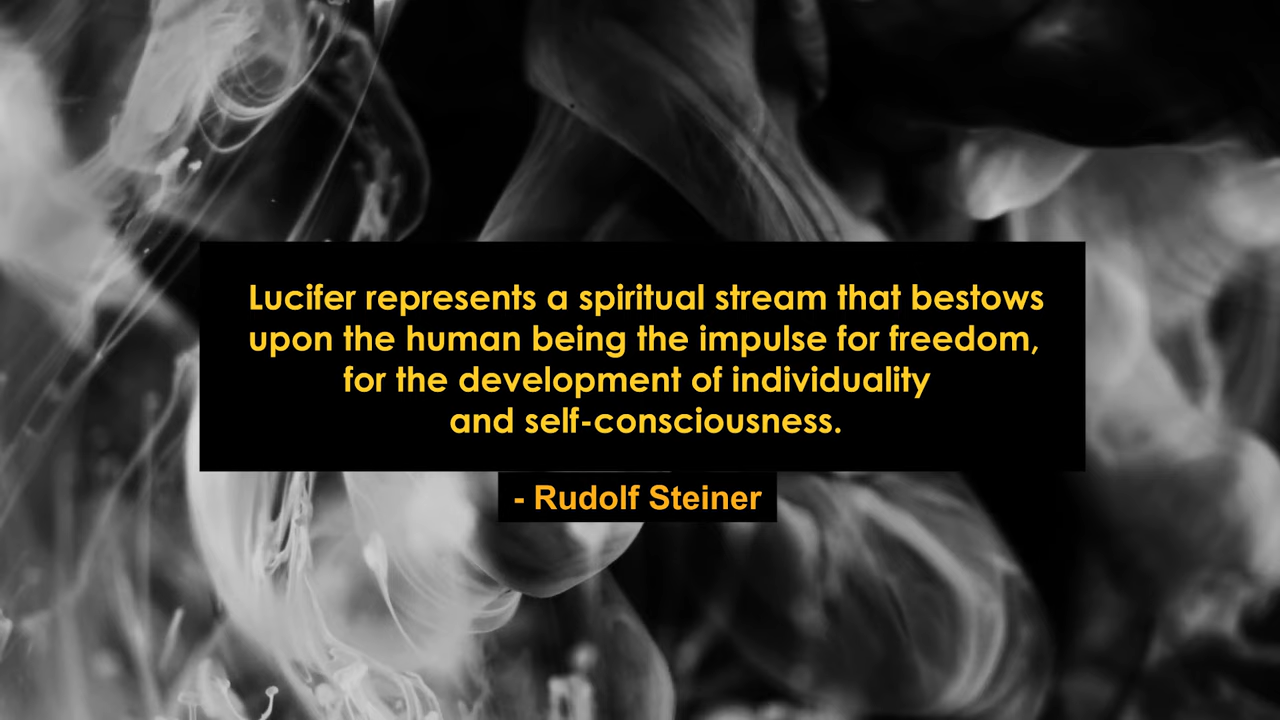 Lucifer represents a spiritual stream that bestows
upon the human being the impulse for freedom,
for the development of individuality
and self-consciousness.
- Rudolf Steiner